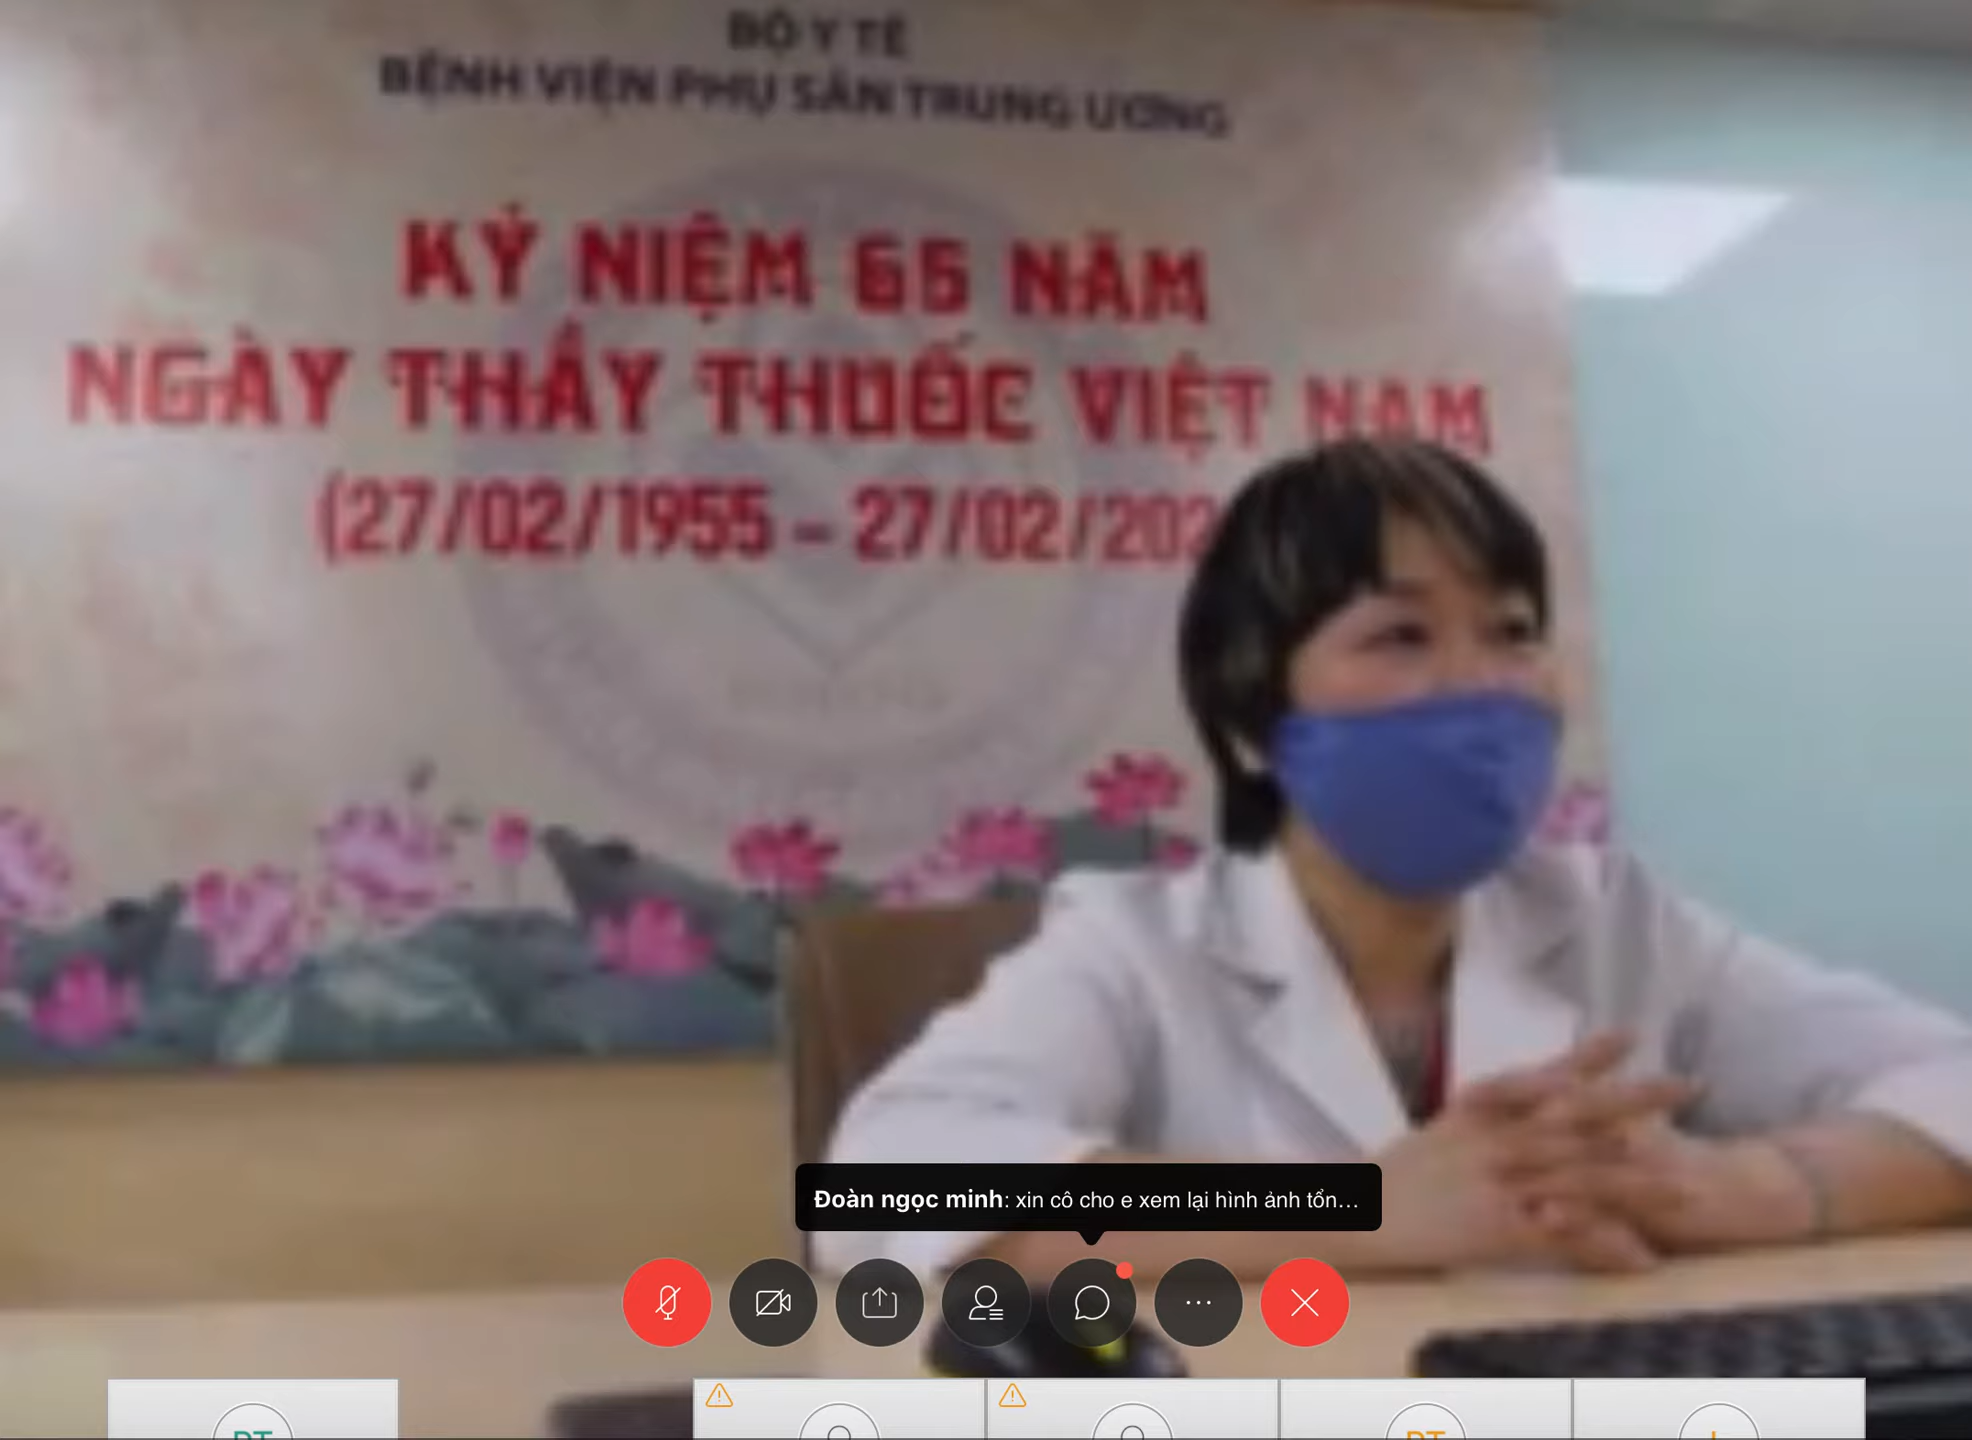 BỘ Y TẾ
BỆNH VIỆN PHỤ SẢN TRUNG ƯƠNG
KỶ NIỆM 65 NĂM
NGÀY THẦY THUỐC VIỆT NAM
(27/02/1955 - 27/02/202
Đoàn ngọc minh: xin cô cho e xem lại hình ảnh tổn...